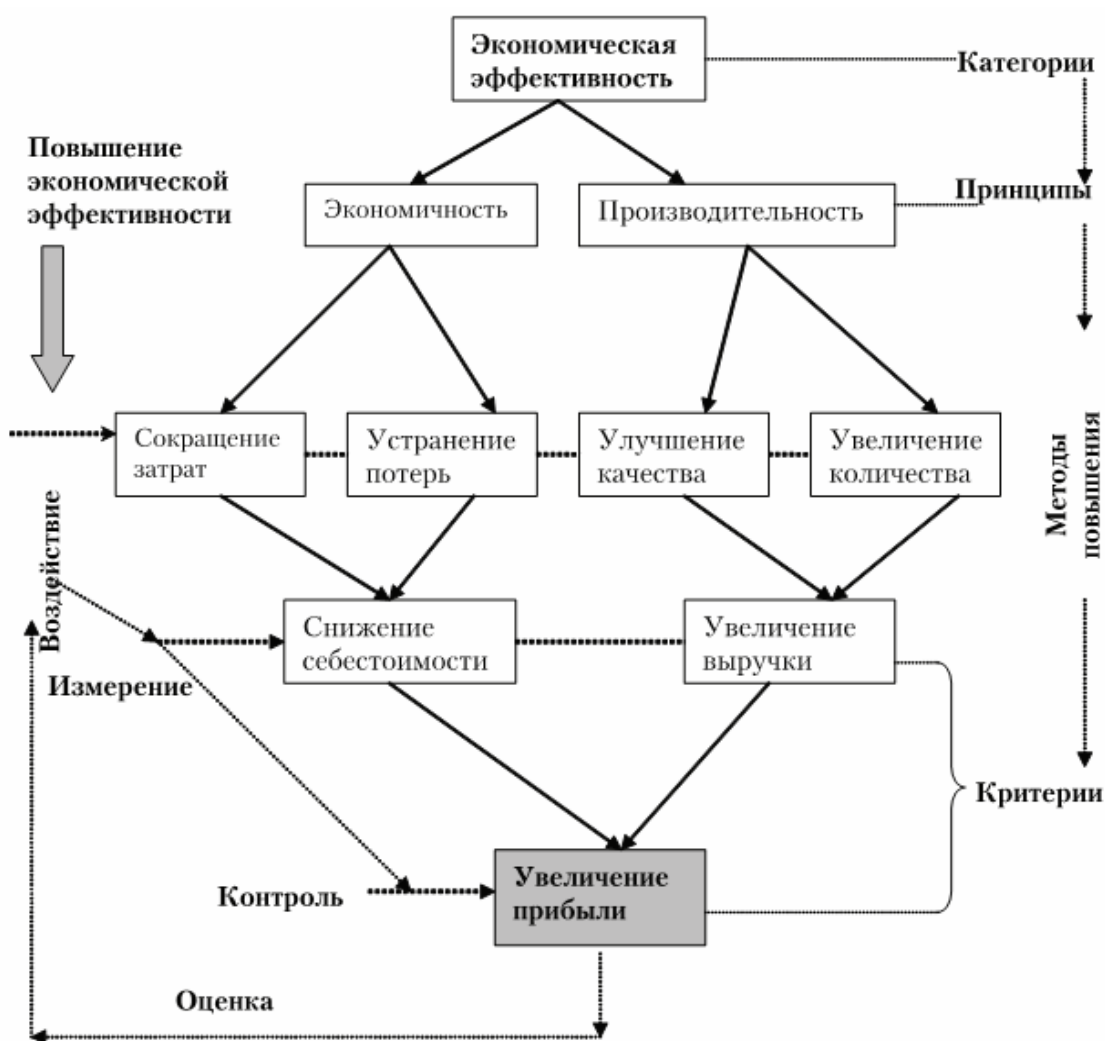 Экономическая
эффективность
Категории
Повышение
экономической
эффективности
Экономичность
Производительность
Принципы
Сокращение
затрат
Устранение
потерь
Улучшение
качества
Увеличение
количества
Методы
повышения
Воздействие
Снижение
себестоимости
Увеличение
выручки
Измерение
Критерии
Контроль
Увеличение
прибыли
Оценка